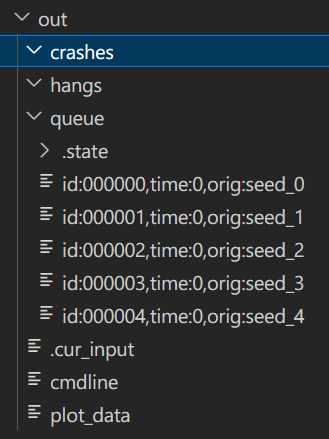 out
crashes
hangs
queue
.state
id:000000,time:0,orig:seed_0
id:000001,time:0,orig:seed_1
id:000002,time:0,orig:seed_2
id:000003,time:0,orig:seed_3
id:000004,time:0,orig:seed_4
.cur_input
cmdline
plot_data